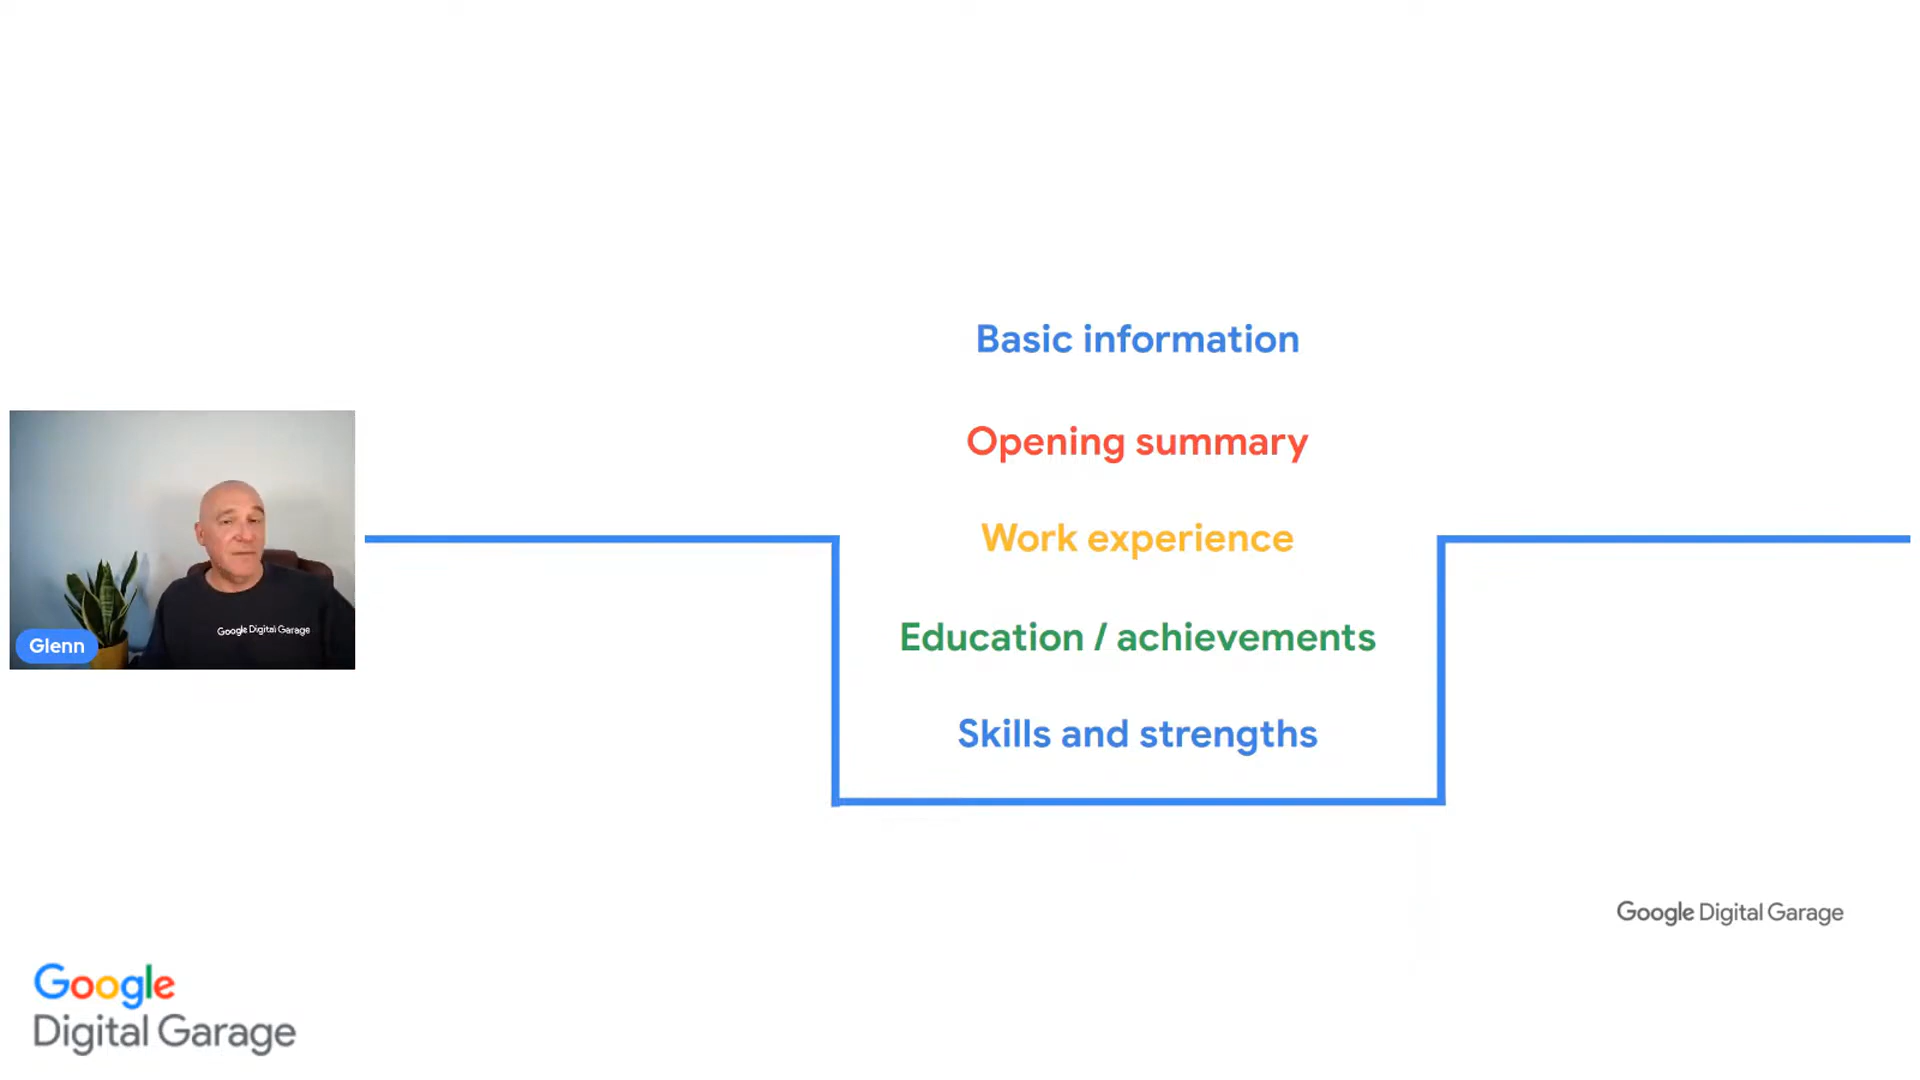 Basic information
Opening summary
Work experience
Education / achievements
Skills and strengths
Google Digital Garage
Glenn
Google Digital Garage
Google
Digital Garage